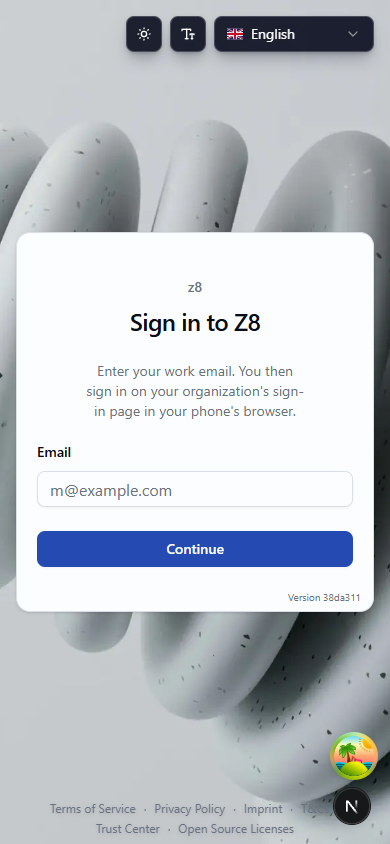 English
z8
Sign in to Z8
Enter your work email. You then
sign in on your organization's sign-
in page in your phone's browser.
Email
m@example.com
Continue
Version 38da311
Terms of Service · Privacy Policy · Imprint ·
Trust Center · Open Source Licenses
N